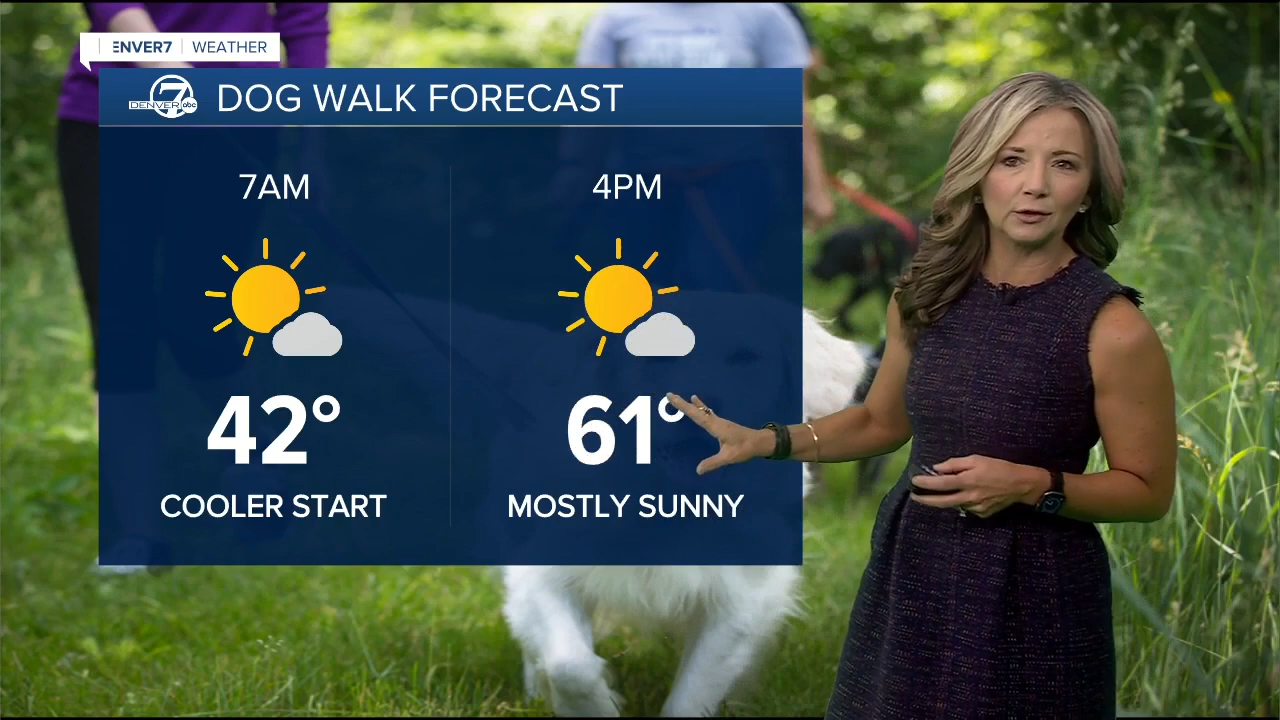 ENVER7 | WEATHER
DENVER 7 abc
DOG WALK FORECAST
7AM
4PM
42°
61°
COOLER START
MOSTLY SUNNY